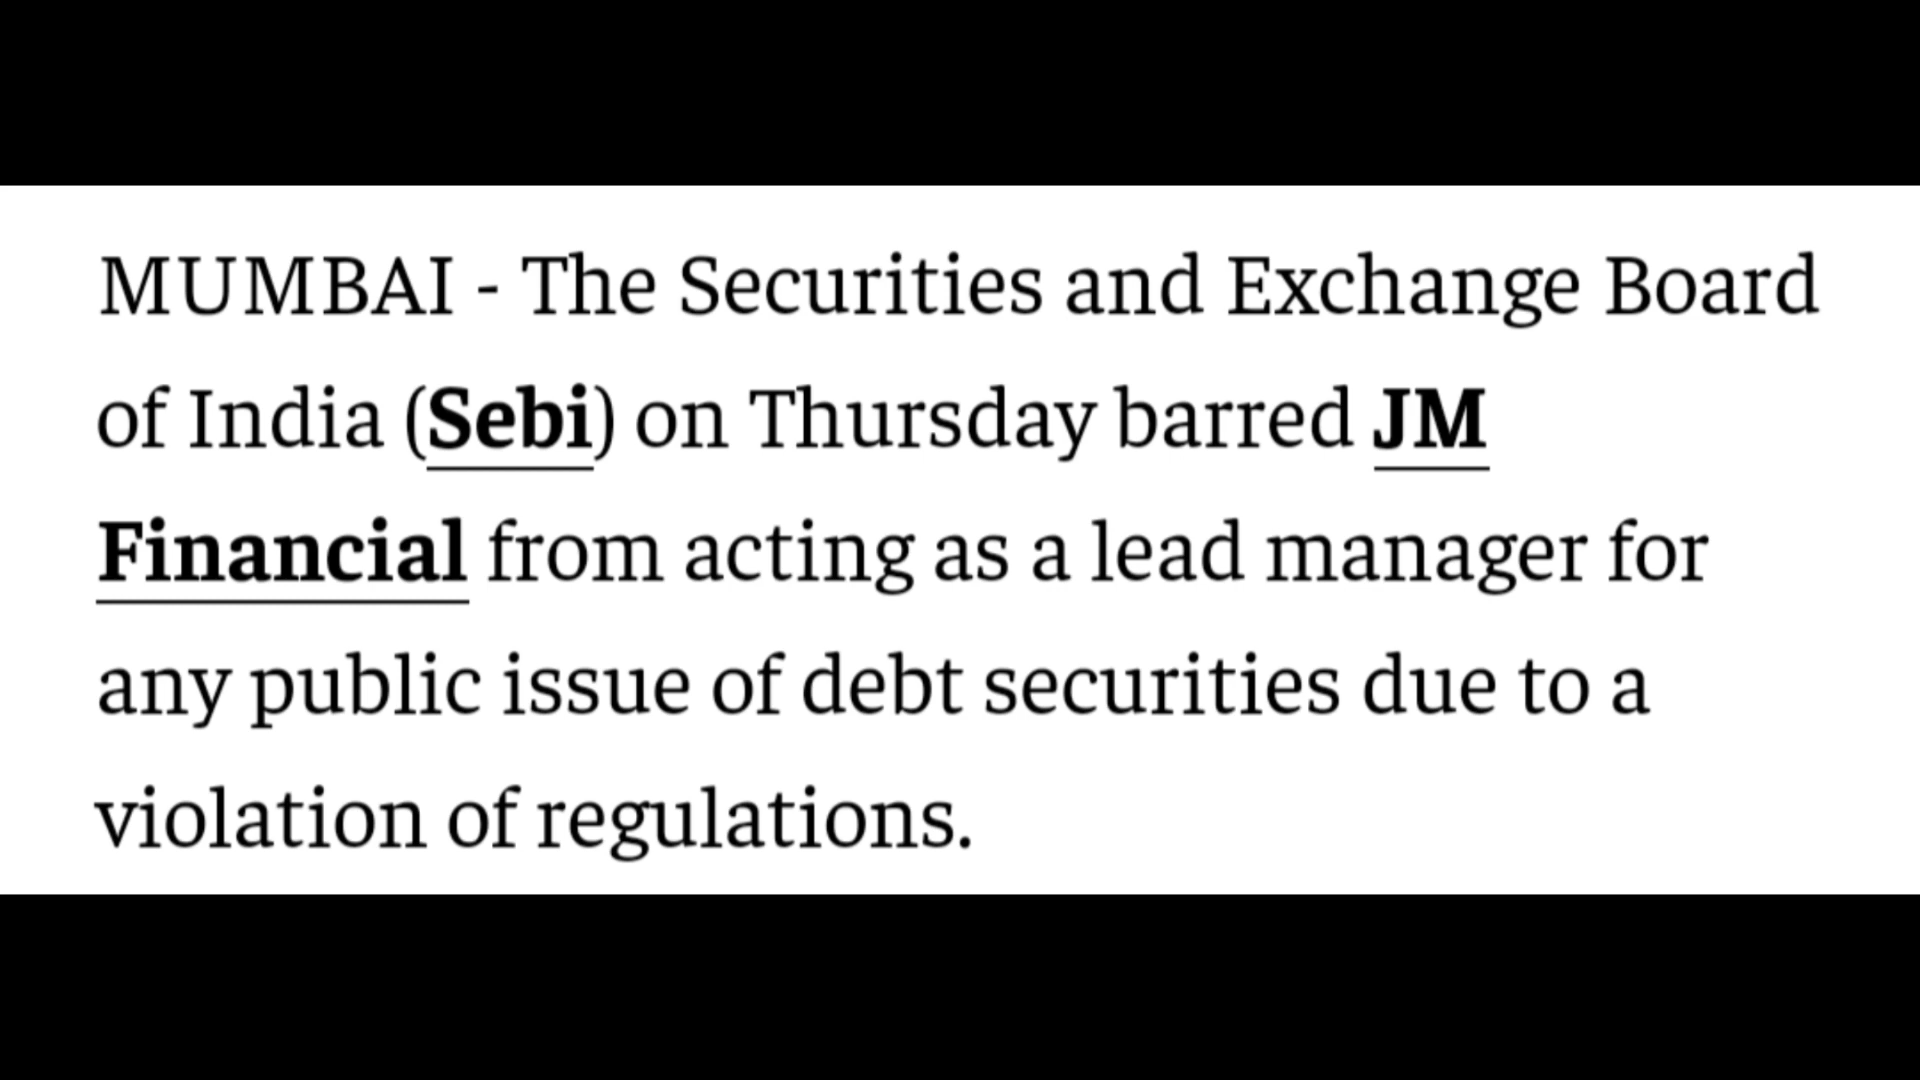 MUMBAI - The Securities and Exchange Board
of India (Sebi) on Thursday barred JM
Financial from acting as a lead manager for
any public issue of debt securities due to a
violation of regulations.